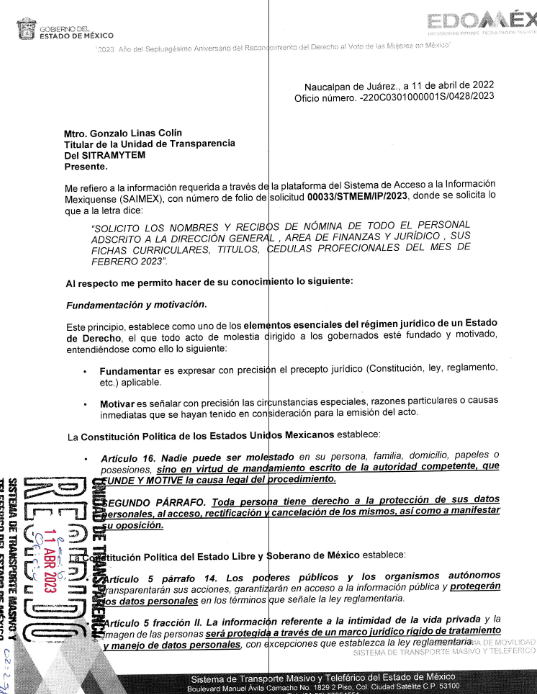 GOBIERNO DEL
ESTADO DE MÉXICO
EDOMÉX
"2023. Año del Septuagésimo Aniversario del Reconocimiento del Derecho al Voto de las Mujeres en México"
Naucalpan de Juárez., a 11 de abril de 2022
Oficio número. -220C0301000001S/0428/2023
Mtro. Gonzalo Linas Colín
Titular de la Unidad de Transparencia
Del SITRAMYTEM
Presente.
Me refiero a la información requerida a través de la plataforma del Sistema de Acceso a la Información
Mexiquense (SAIMEX), con número de folio de solicitud 00033/STMEM/IP/2023, donde se solicita lo
que a la letra dice:
"SOLICITO LOS NOMBRES Y RECIBOS DE NÓMINA DE TODO EL PERSONAL
ADSCRITO A LA DIRECCIÓN GENERAL , AREA DE FINANZAS Y JURÍDICO , SUS
FICHAS CURRICULARES, TITULOS, CEDULAS PROFECIONALES DEL MES DE
FEBRERO 2023".
Al respecto me permito hacer de su conocimiento lo siguiente:
Fundamentación y motivación.
Este principio, establece como uno de los elementos esenciales del régimen jurídico de un Estado
de Derecho, el que todo acto de molestia dirigido a los gobernados esté fundado y motivado,
entendiéndose como ello lo siguiente:
• Fundamentar es expresar con precisión el precepto jurídico (Constitución, ley, reglamento,
etc.) aplicable.
• Motivar es señalar con precisión las circunstancias especiales, razones particulares o causas
inmediatas que se hayan tenido en consideración para la emisión del acto.
La Constitución Política de los Estados Unidos Mexicanos establece:
• Artículo 16. Nadie puede ser molestado en su persona, familia, domicilio, papeles o
posesiones, sino en virtud de mandamiento escrito de la autoridad competente, que
FUNDE Y MOTIVE la causa legal del procedimiento.
SEGUNDO PÁRRAFO. Toda persona tiene derecho a la protección de sus datos
personales, al acceso, rectificación y cancelación de los mismos, así como a manifestar
su oposición.
La Constitución Política del Estado Libre y Soberano de México establece:
Artículo 5 párrafo 14. Los poderes públicos y los organismos autónomos
transparentarán sus acciones, garantizarán en acceso a la información pública y protegerán
los datos personales en los términos que señale la ley reglamentaria.
Artículo 5 fracción II. La información referente a la intimidad de la vida privada y la
imagen de las personas será protegida a través de un marco jurídico rígido de tratamiento
y manejo de datos personales, con excepciones que establezca la ley reglamentaria.
SISTEMA DE TRANSPORTE MASIVO Y
RECIBIDO
11 ABR 2023
UNIDAD DE TRANSPARENCI
DE MOVILIDAD
SISTEMA DE TRANSPORTE MASIVO Y TELEFÉRICO
Sistema de Transporte Masivo y Teleférico del Estado de México
Boulevard Manuel Ávila Camacho No. 1829 2 Piso, Col. Ciudad Satélite C.P. 53100